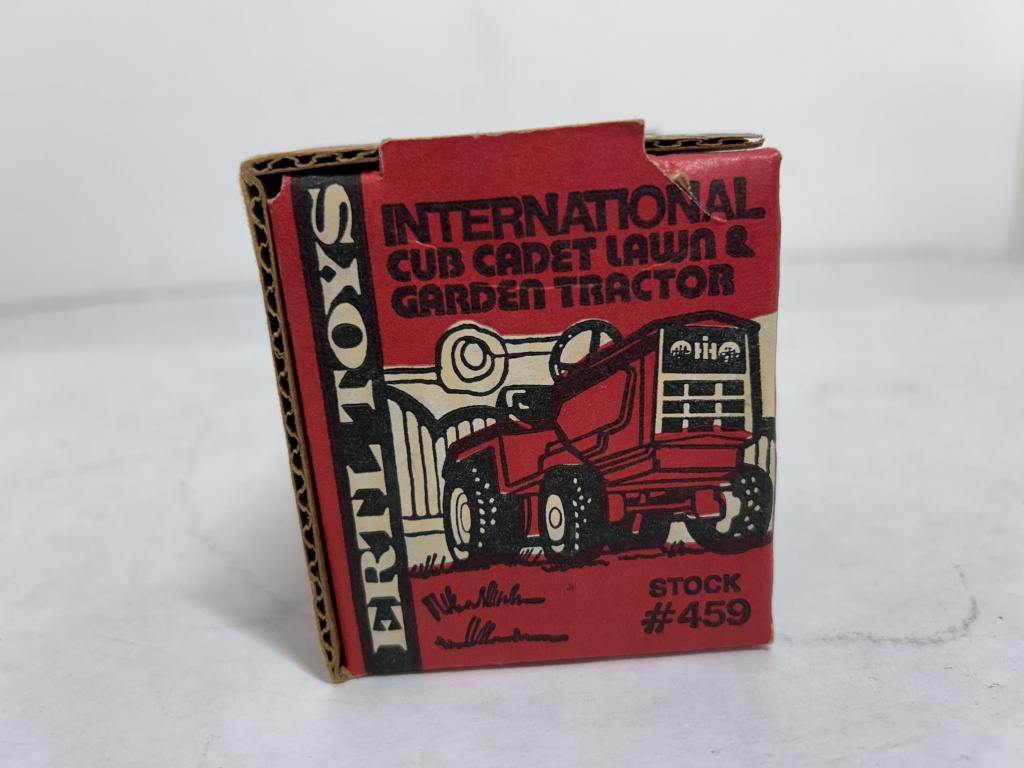 ERTL TOYS
INTERNATIONAL
CUB CADET LAWN &
GARDEN TRACTOR
IH
STOCK
#459